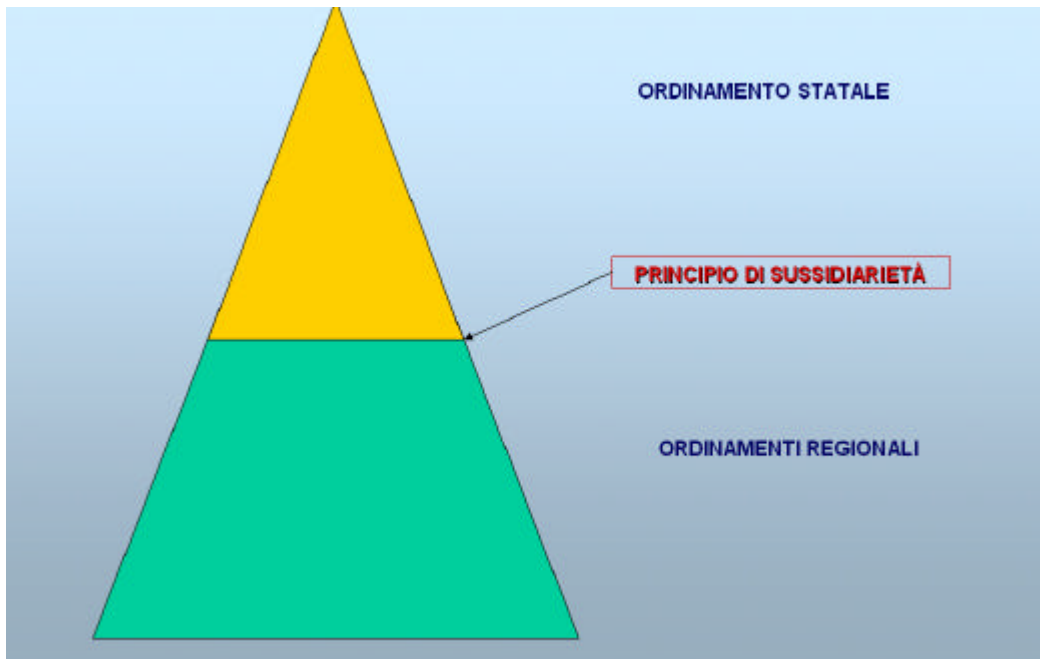 ORDINAMENTO STATALE
PRINCIPIO DI SUSSIDIARIETÀ
ORDINAMENTI REGIONALI